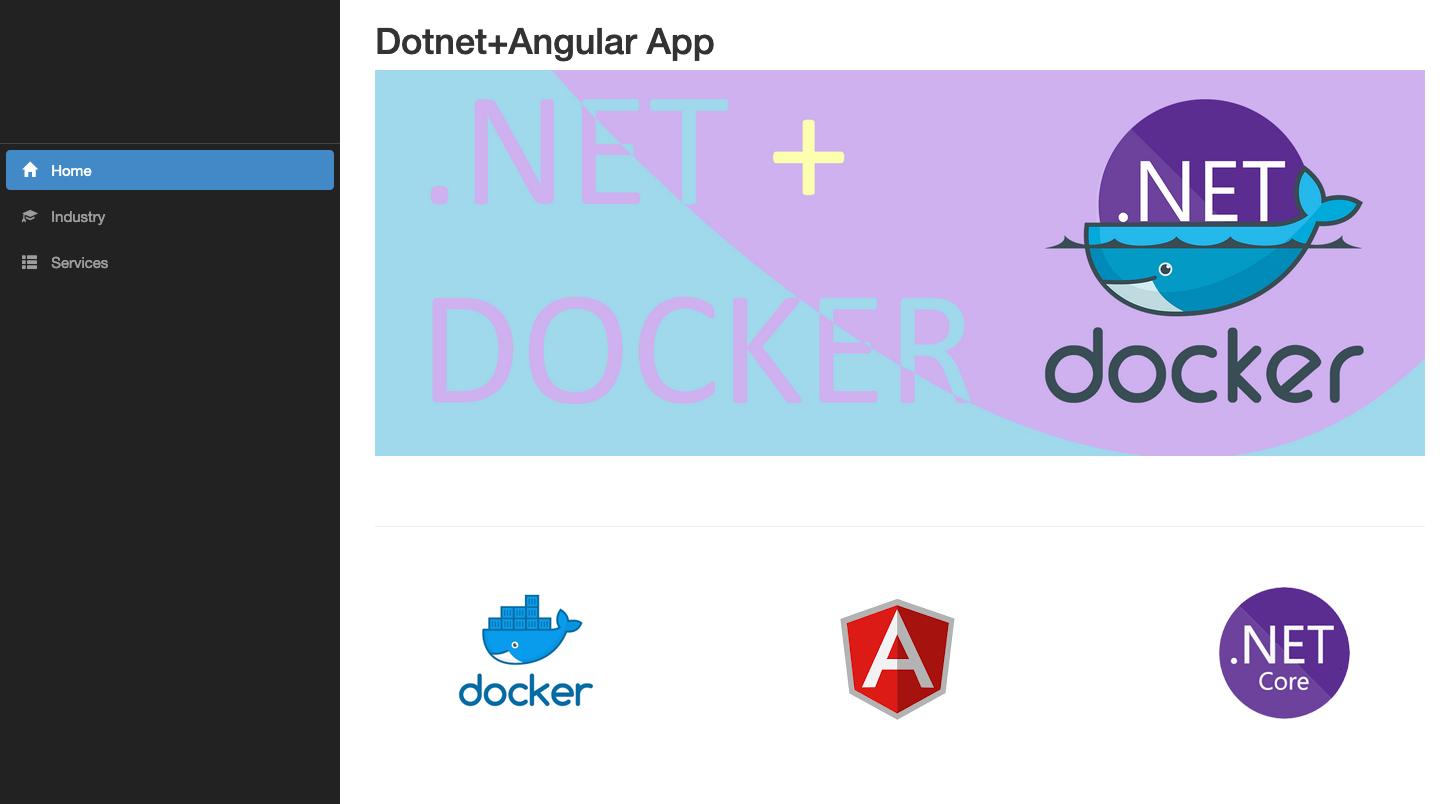 Dotnet+Angular App
Home
Industry
Services
.NET +
DOCKER
.NET
docker
docker
A
.NET
Core